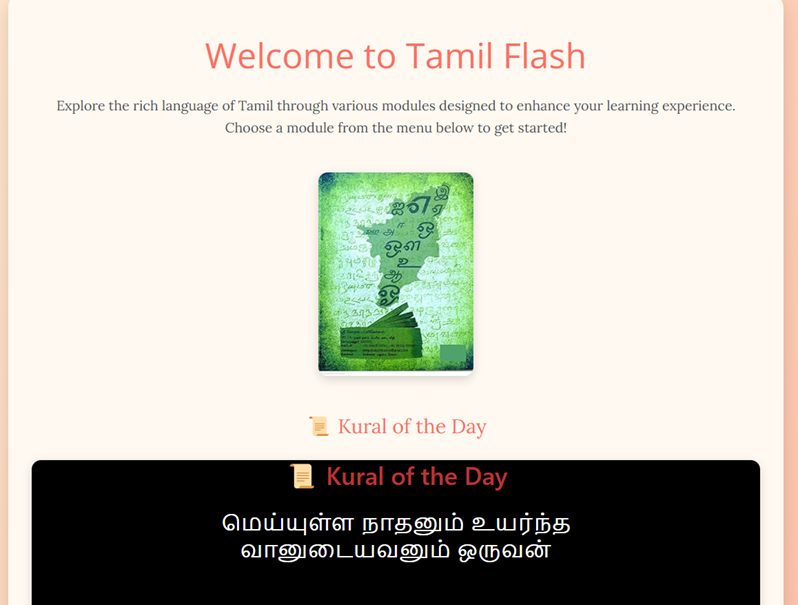 Welcome to Tamil Flash
Explore the rich language of Tamil through various modules designed to enhance your learning experience.
Choose a module from the menu below to get started!
ஐ எ இ
ஏ
ஒ
ஔ
உ
ஆ
ஓ
📜 Kural of the Day
📜 Kural of the Day
மெய்யுள்ள நாதனும் உயர்ந்த
வானுடையவனும் ஒருவன்